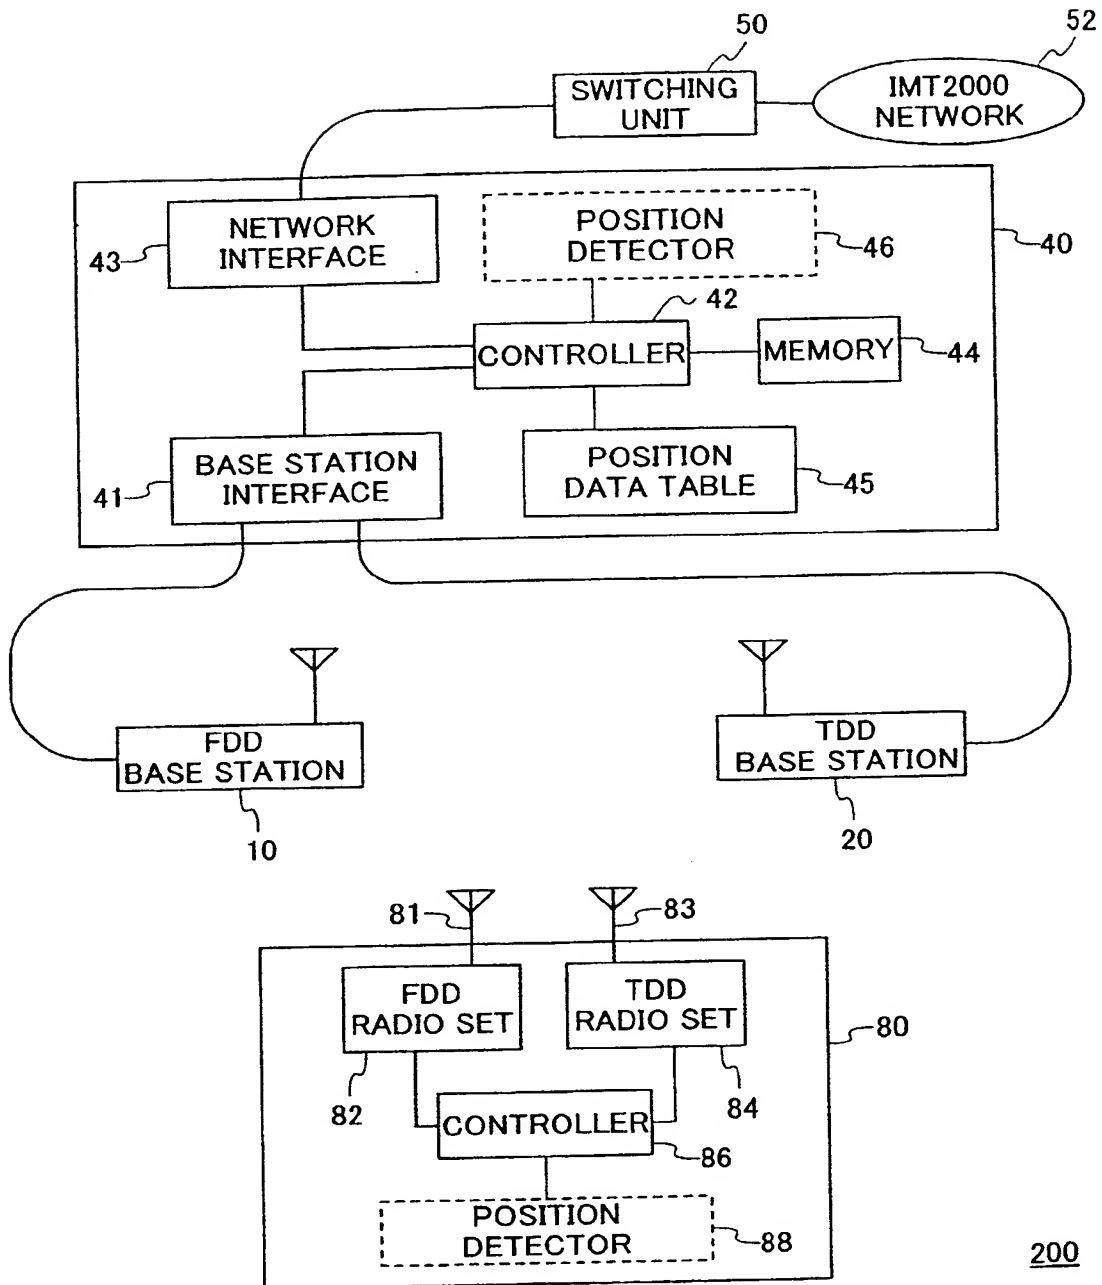 50
52
SWITCHING
UNIT
IMT2000
NETWORK
NETWORK
INTERFACE
43
POSITION
DETECTOR
46
40
42
CONTROLLER
MEMORY
44
BASE STATION
INTERFACE
41
POSITION
DATA TABLE
45
FDD
BASE STATION
10
TDD
BASE STATION
20
81
83
FDD
RADIO SET
82
TDD
RADIO SET
84
80
CONTROLLER
86
POSITION
DETECTOR
88
200